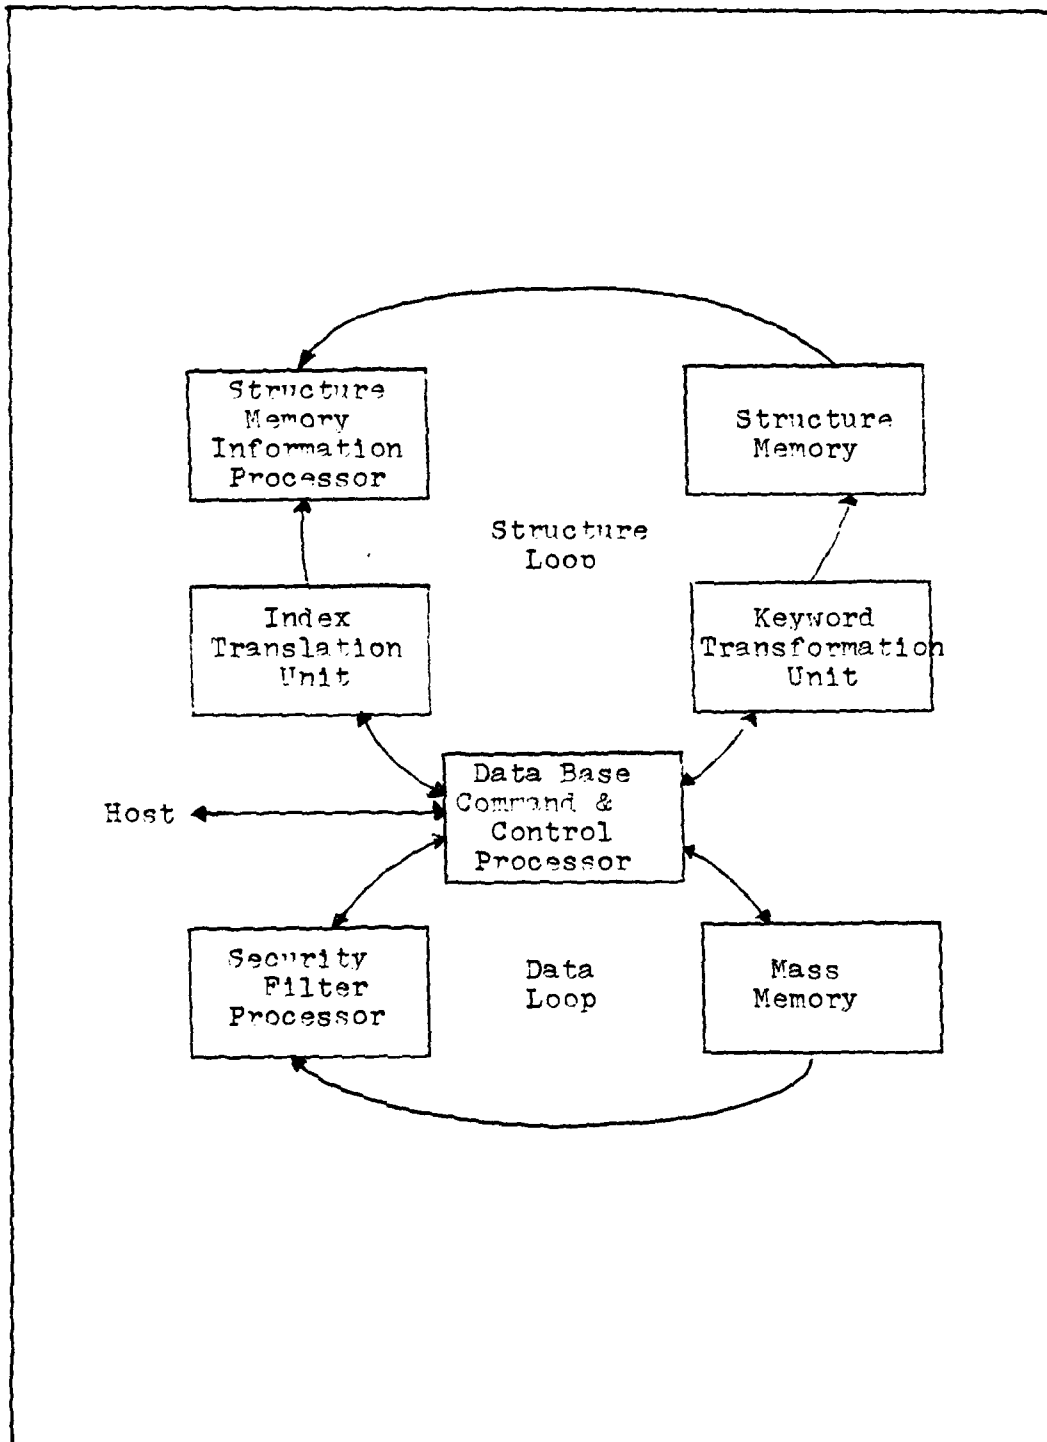 Structure
Memory
Information
Processor
Structure
Memory
Structure
Loop
Index
Translation
Unit
Keyword
Transformation
Unit
Host
Data Base
Command &
Control
Processor
Security
Filter
Processor
Data
Loop
Mass
Memory